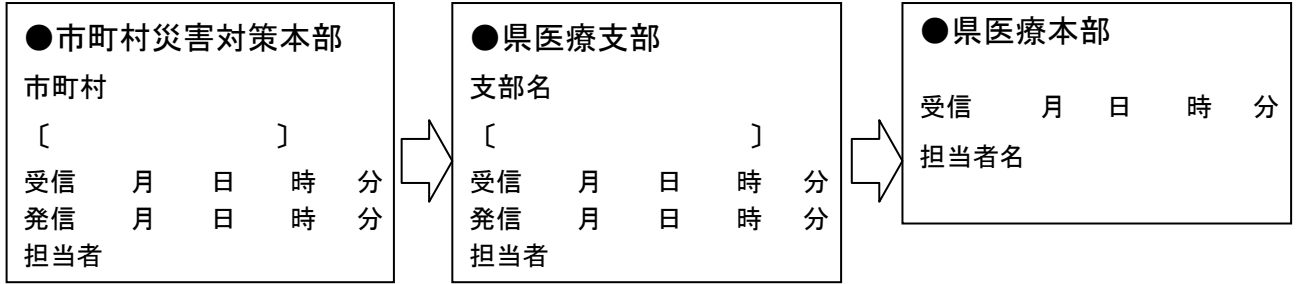 ●市町村災害対策本部
市町村
〔 〕
受信 月 日 時 分
発信 月 日 時 分
担当者
●県医療支部
支部名
〔 〕
受信 月 日 時 分
発信 月 日 時 分
担当者
●県医療本部
受信 月 日 時 分
担当者名